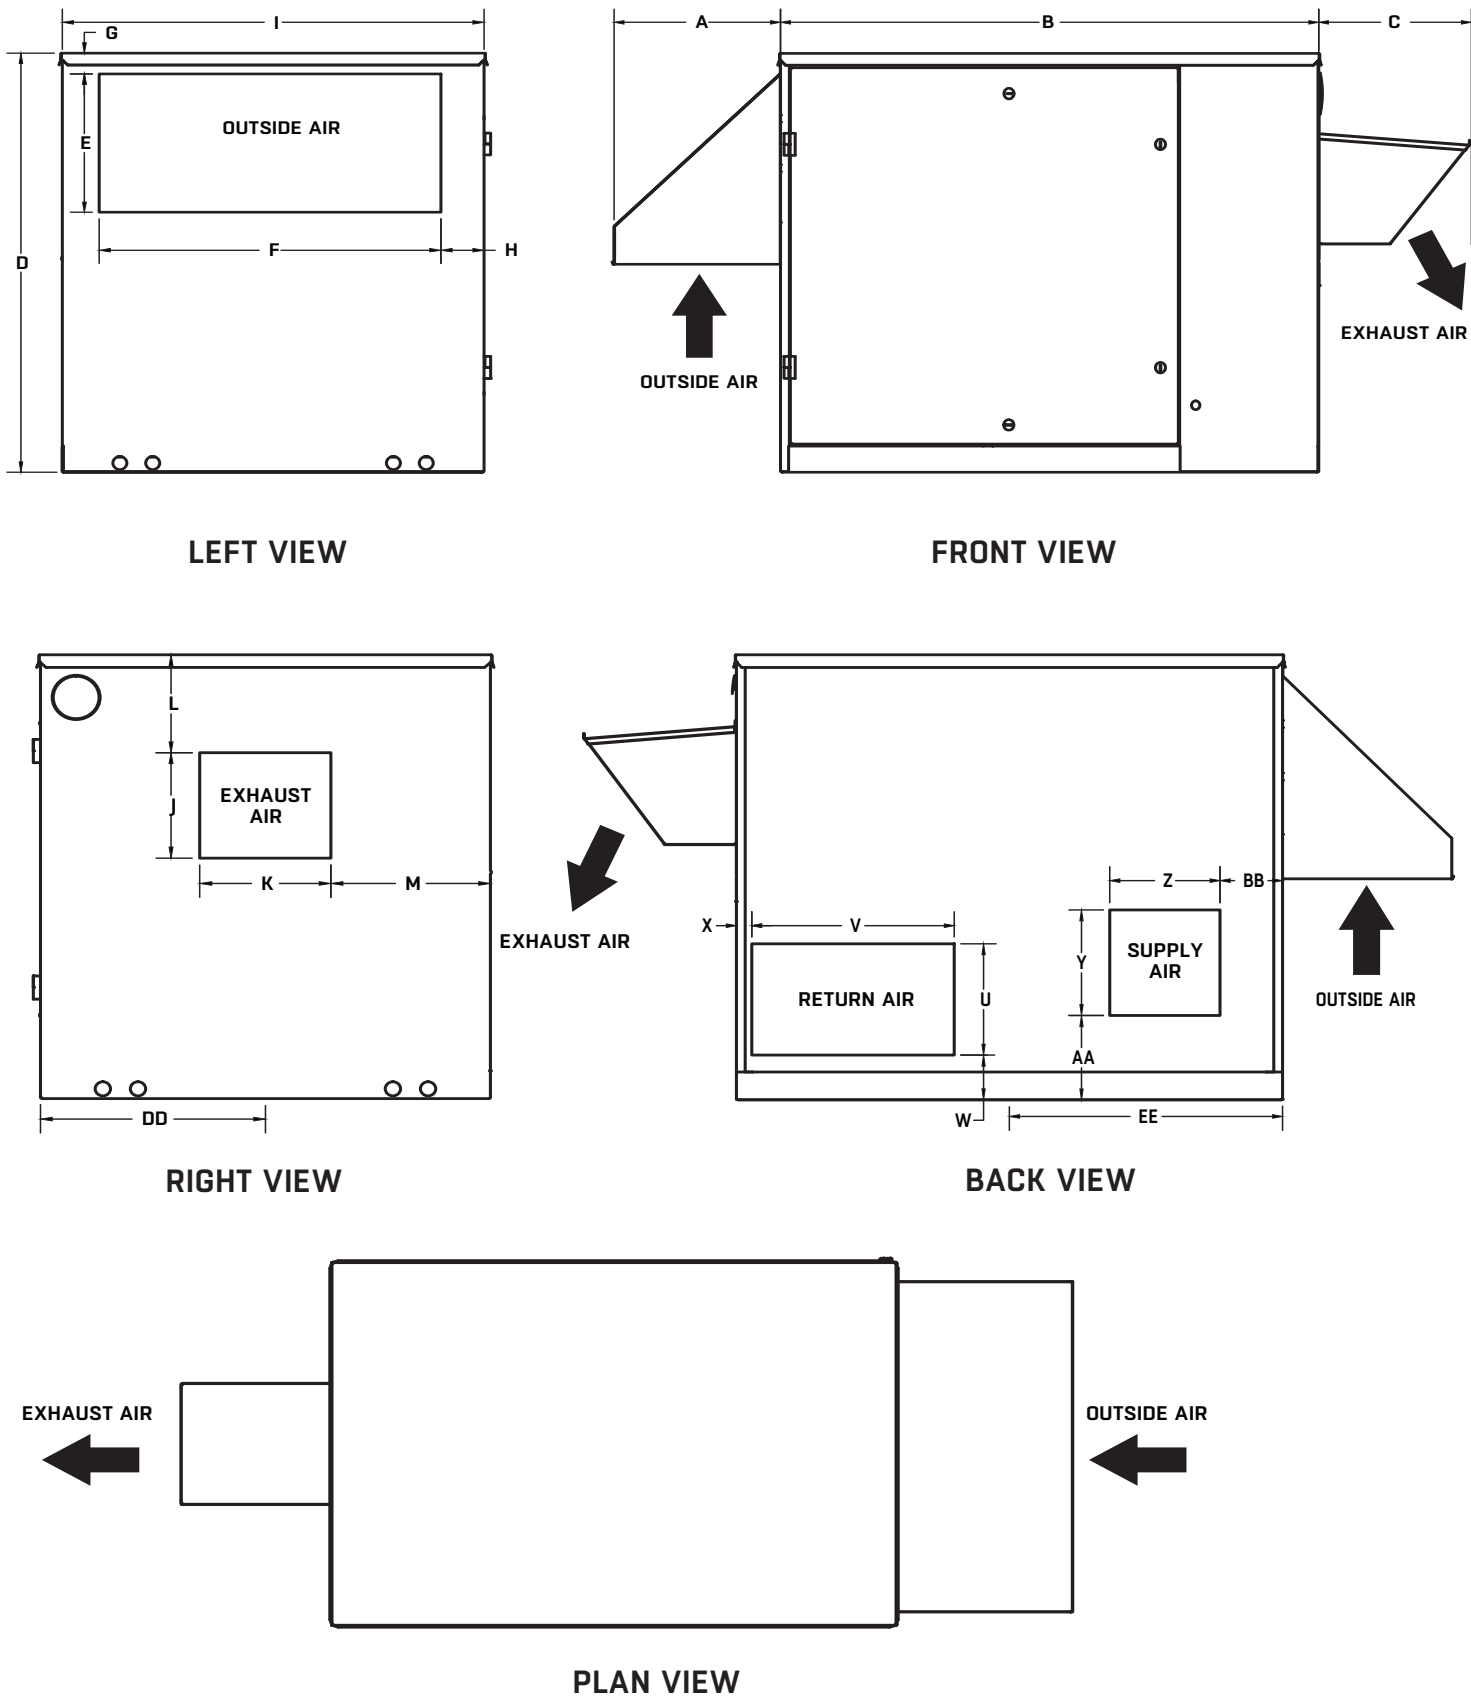 I
G
E
OUTSIDE AIR
F
H
D
LEFT VIEW
A
B
C
OUTSIDE AIR
EXHAUST AIR
FRONT VIEW
L
J
EXHAUST
AIR
K
M
DD
RIGHT VIEW
EXHAUST AIR
X
V
RETURN AIR
U
W
Z
BB
Y
SUPPLY
AIR
AA
EE
OUTSIDE AIR
BACK VIEW
EXHAUST AIR
OUTSIDE AIR
PLAN VIEW